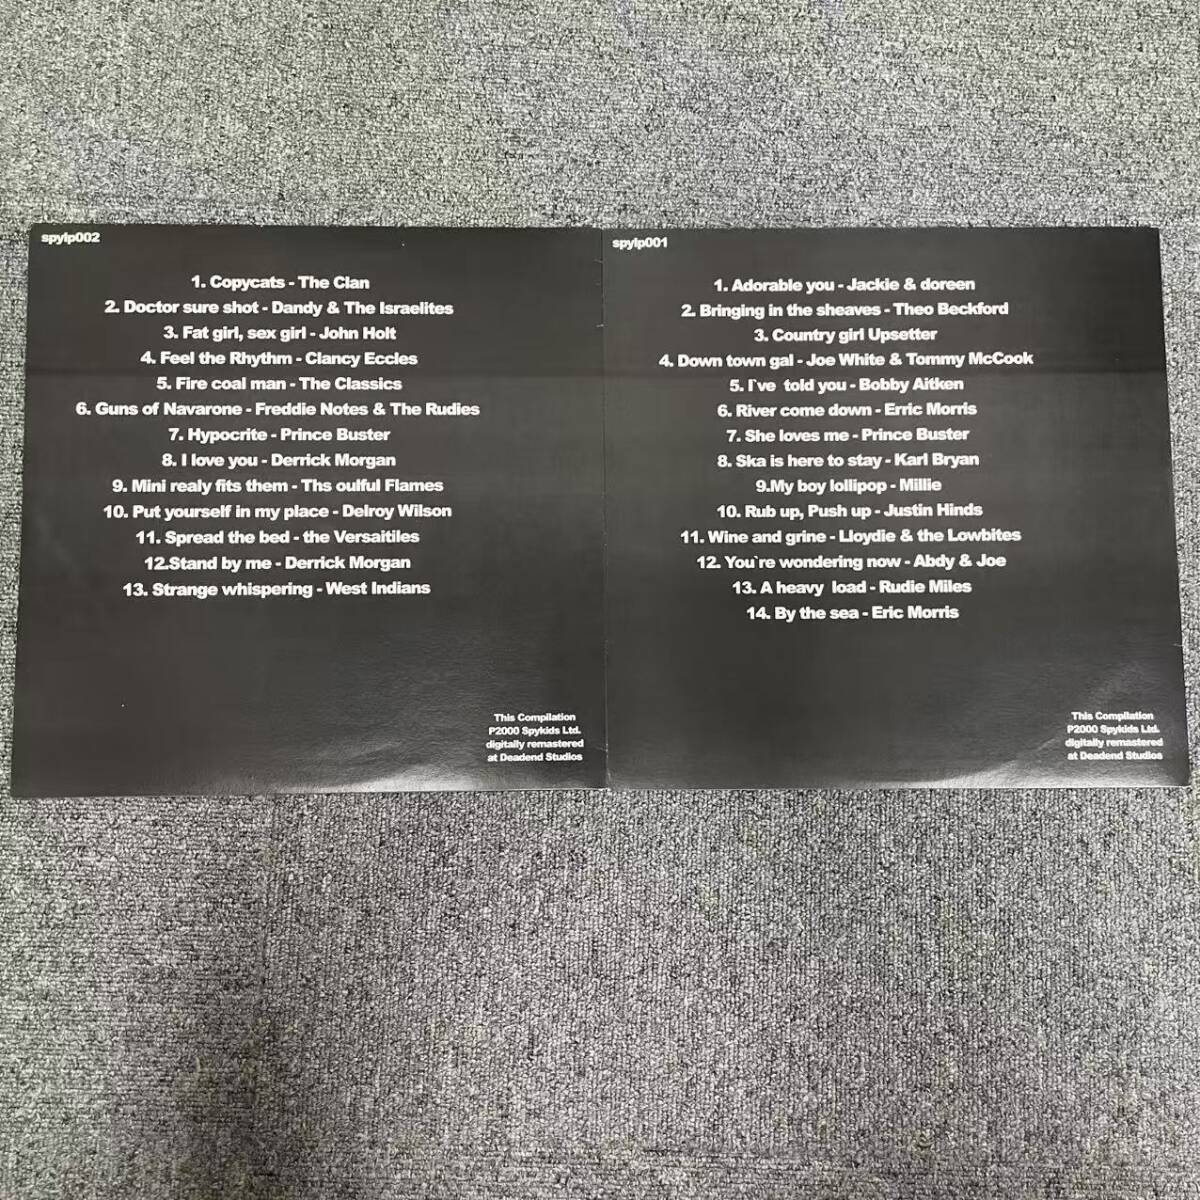 spylp002
1. Copycats - The Clan
2. Doctor sure shot - Dandy & The Israelites
3. Fat girl, sex girl - John Holt
4. Feel the Rhythm - Clancy Eccles
5. Fire coal man - The Classics
6. Guns of Navarone - Freddie Notes & The Rudies
7. Hypocrite - Prince Buster
8. I love you - Derrick Morgan
9. Mini realy fits them - Ths oulful Flames
10. Put yourself in my place - Delroy Wilson
11. Spread the bed - the Versaitiles
12.Stand by me - Derrick Morgan
13. Strange whispering - West Indians
This Compilation
P2000 Spykids Ltd.
digitally remastered
at Deadend Studios
spylp001
1. Adorable you - Jackie & doreen
2. Bringing in the sheaves - Theo Beckford
3. Country girl Upsetter
4. Down town gal - Joe White & Tommy McCook
5. I`ve told you - Bobby Aitken
6. River come down - Erric Morris
7. She loves me - Prince Buster
8. Ska is here to stay - Karl Bryan
9.My boy lollipop - Millie
10. Rub up, Push up - Justin Hinds
11. Wine and grine - Lloydie & the Lowbites
12. You`re wondering now - Abdy & Joe
13. A heavy load - Rudie Miles
14. By the sea - Eric Morris
This Compilation
P2000 Spykids Ltd.
digitally remastered
at Deadend Studios